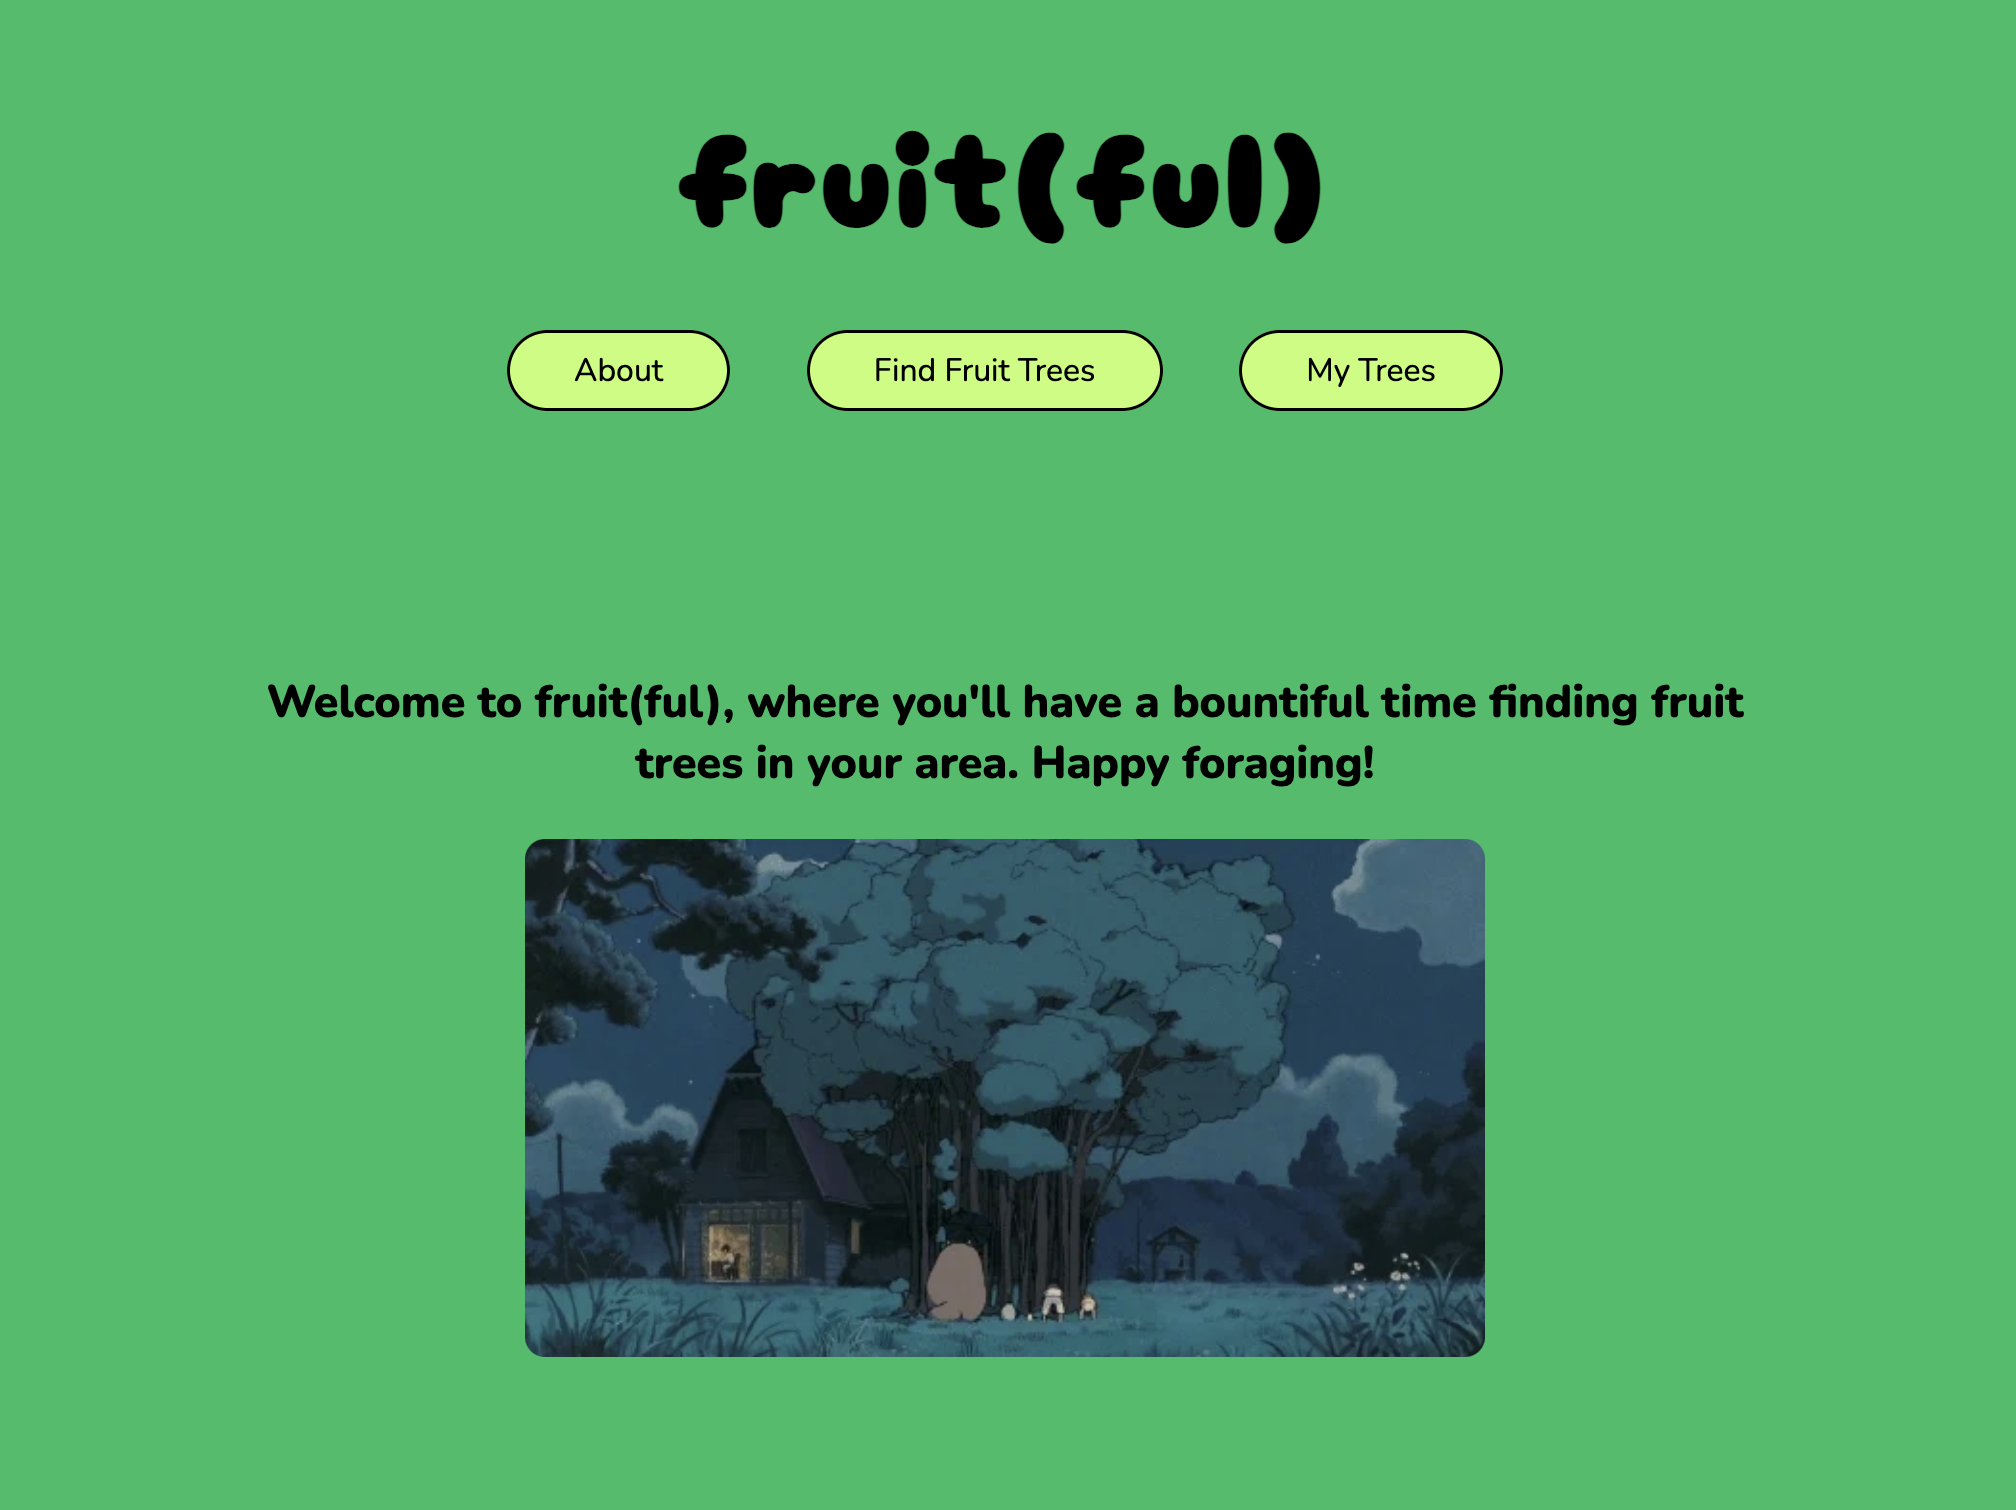 fruit(ful)
About
Find Fruit Trees
My Trees
Welcome to fruit(ful), where you'll have a bountiful time finding fruit
trees in your area. Happy foraging!